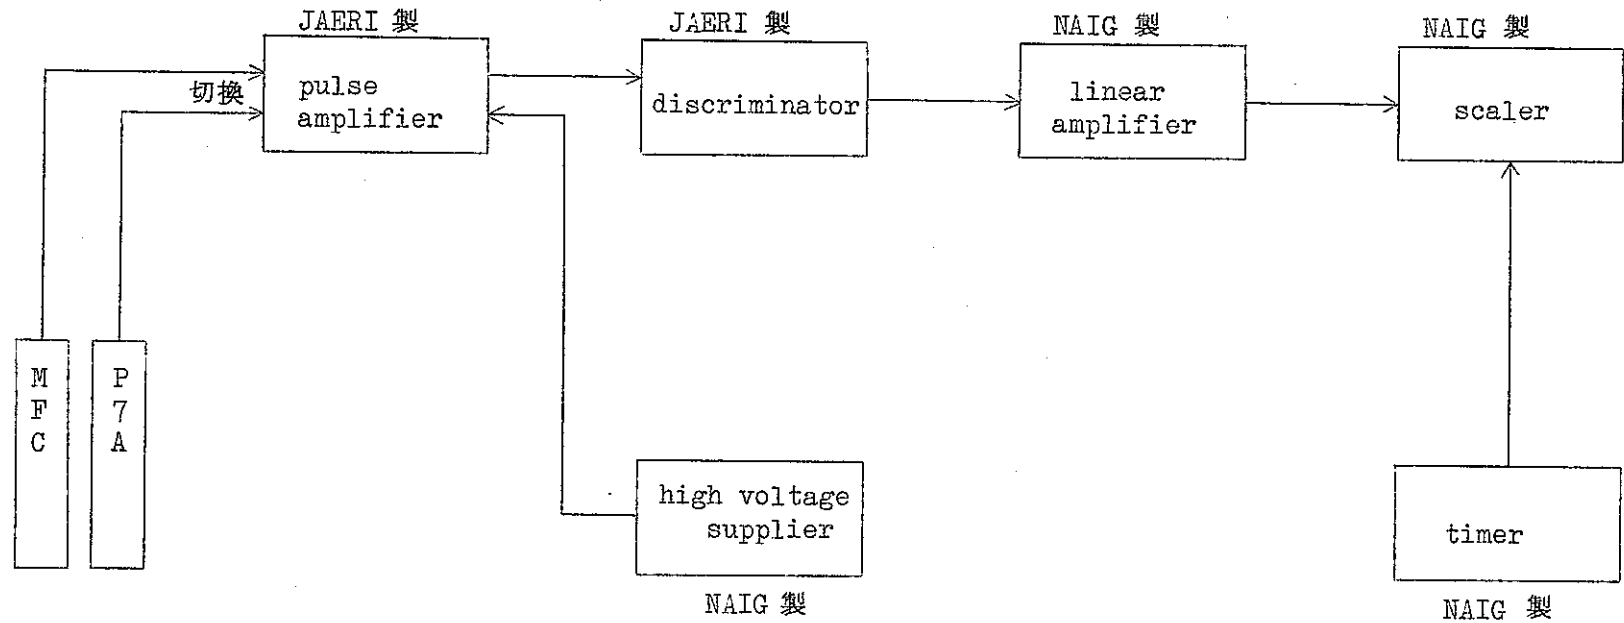 JAERI 製
pulse
amplifier
JAERI 製
discriminator
NAIG 製
linear
amplifier
NAIG 製
scaler
切換
M
F
C
P
7
A
high voltage
supplier
NAIG 製
timer
NAIG 製